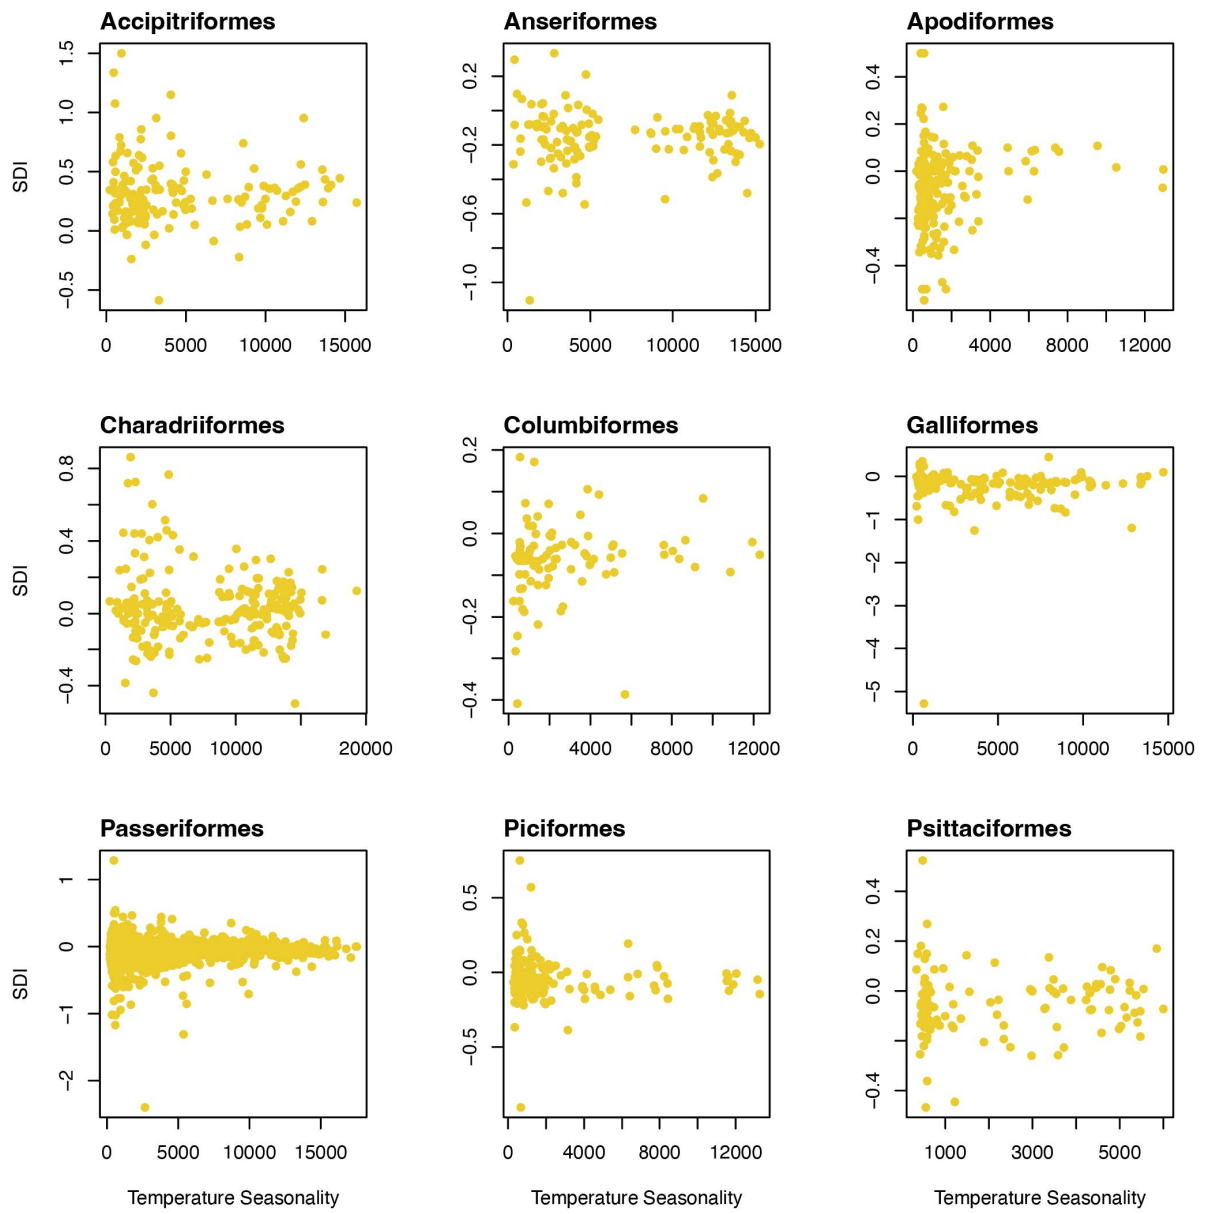 Accipitriformes Anseriformes Apodiformes
SDI
1.5
1.0
0.5
0.0
−0.5
0 5000 10000 15000
0.2
−0.2
−0.6
−1.0
0 5000 10000 15000
0.4
0.2
0.0
−0.4
0 4000 8000 12000
Charadriiformes Columbiformes Galliformes
SDI
0.8
0.4
0.0
−0.4
0 5000 10000 20000
0.2
0.0
−0.2
−0.4
0 4000 8000 12000
0
−1
−2
−3
−4
−5
0 5000 10000 15000
Passeriformes Piciformes Psittaciformes
SDI
1
0
−1
−2
0 5000 10000 15000
0.5
0.0
−0.5
0 4000 8000 12000
0.4
0.2
0.0
−0.4
1000 3000 5000
Temperature Seasonality Temperature Seasonality Temperature Seasonality